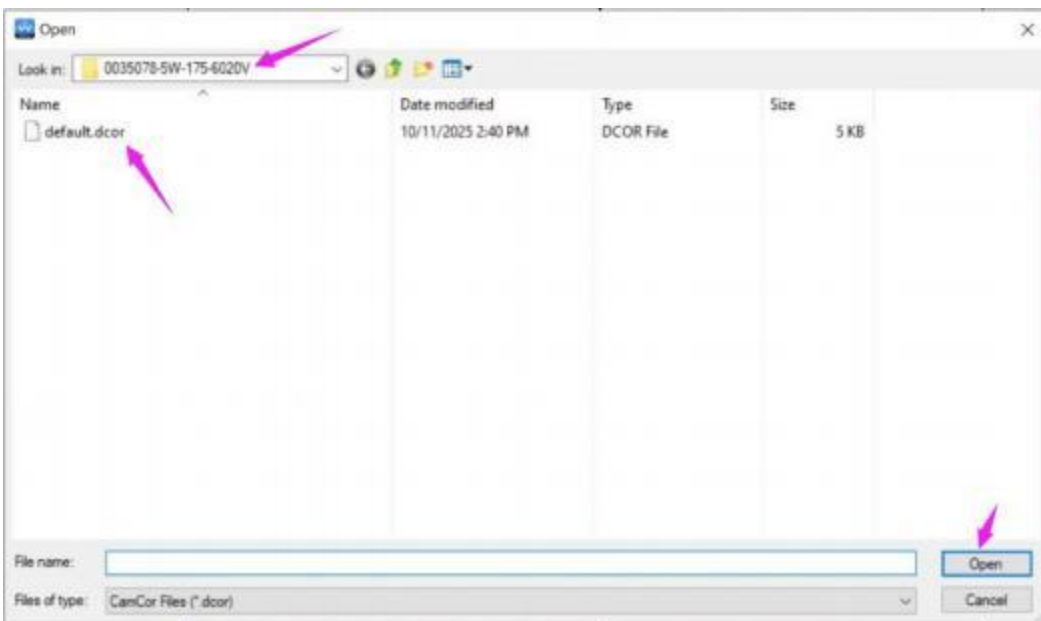 Open
Look in: 0035078-5W-175-6020V
Name Date modified Type Size
default.dcor 10/11/2025 2:40 PM DCOR File 5 KB
File name: Open
Files of type: CamCor Files (*.dcor) Cancel